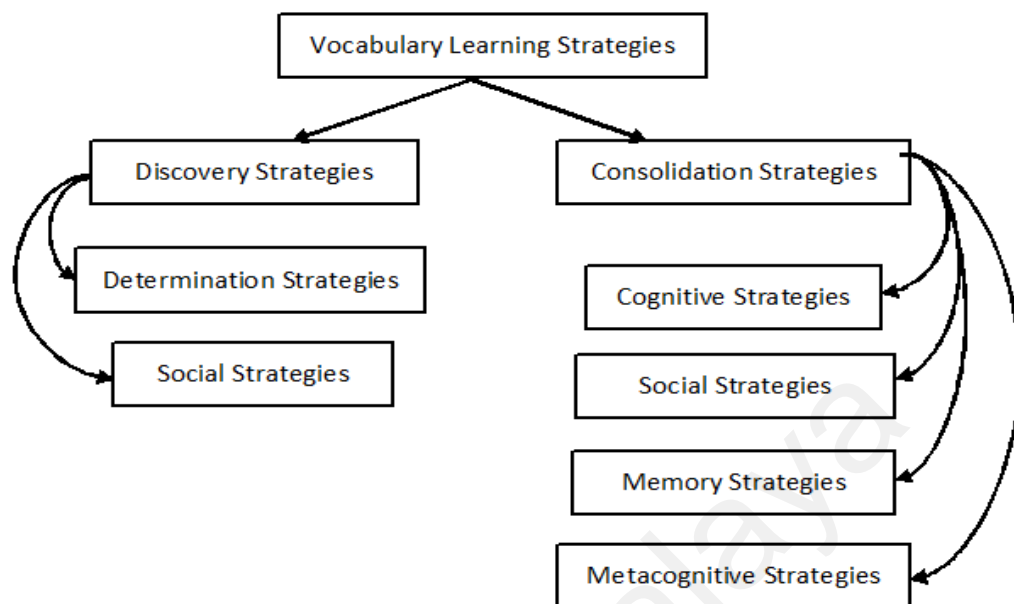 Vocabulary Learning Strategies
Discovery Strategies
Consolidation Strategies
Determination Strategies
Cognitive Strategies
Social Strategies
Social Strategies
Memory Strategies
Metacognitive Strategies